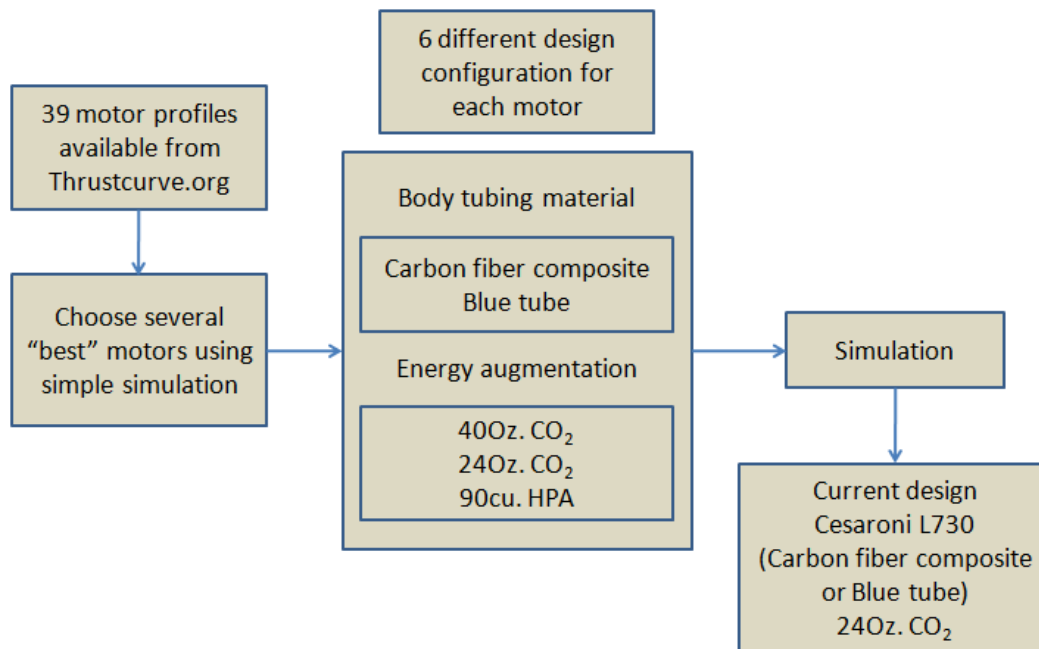 6 different design
configuration for
each motor
39 motor profiles
available from
Thrustcurve.org
Choose several
“best” motors using
simple simulation
Body tubing material
Carbon fiber composite
Blue tube
Energy augmentation
40Oz. CO₂
24Oz. CO₂
90cu. HPA
Simulation
Current design
Cesaroni L730
(Carbon fiber composite
or Blue tube)
24Oz. CO₂